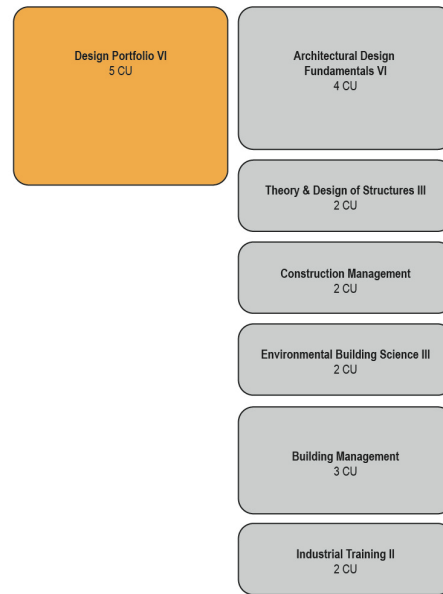 Design Portfolio VI
5 CU
Architectural Design
Fundamentals VI
4 CU
Theory & Design of Structures III
2 CU
Construction Management
2 CU
Environmental Building Science III
2 CU
Building Management
3 CU
Industrial Training II
2 CU